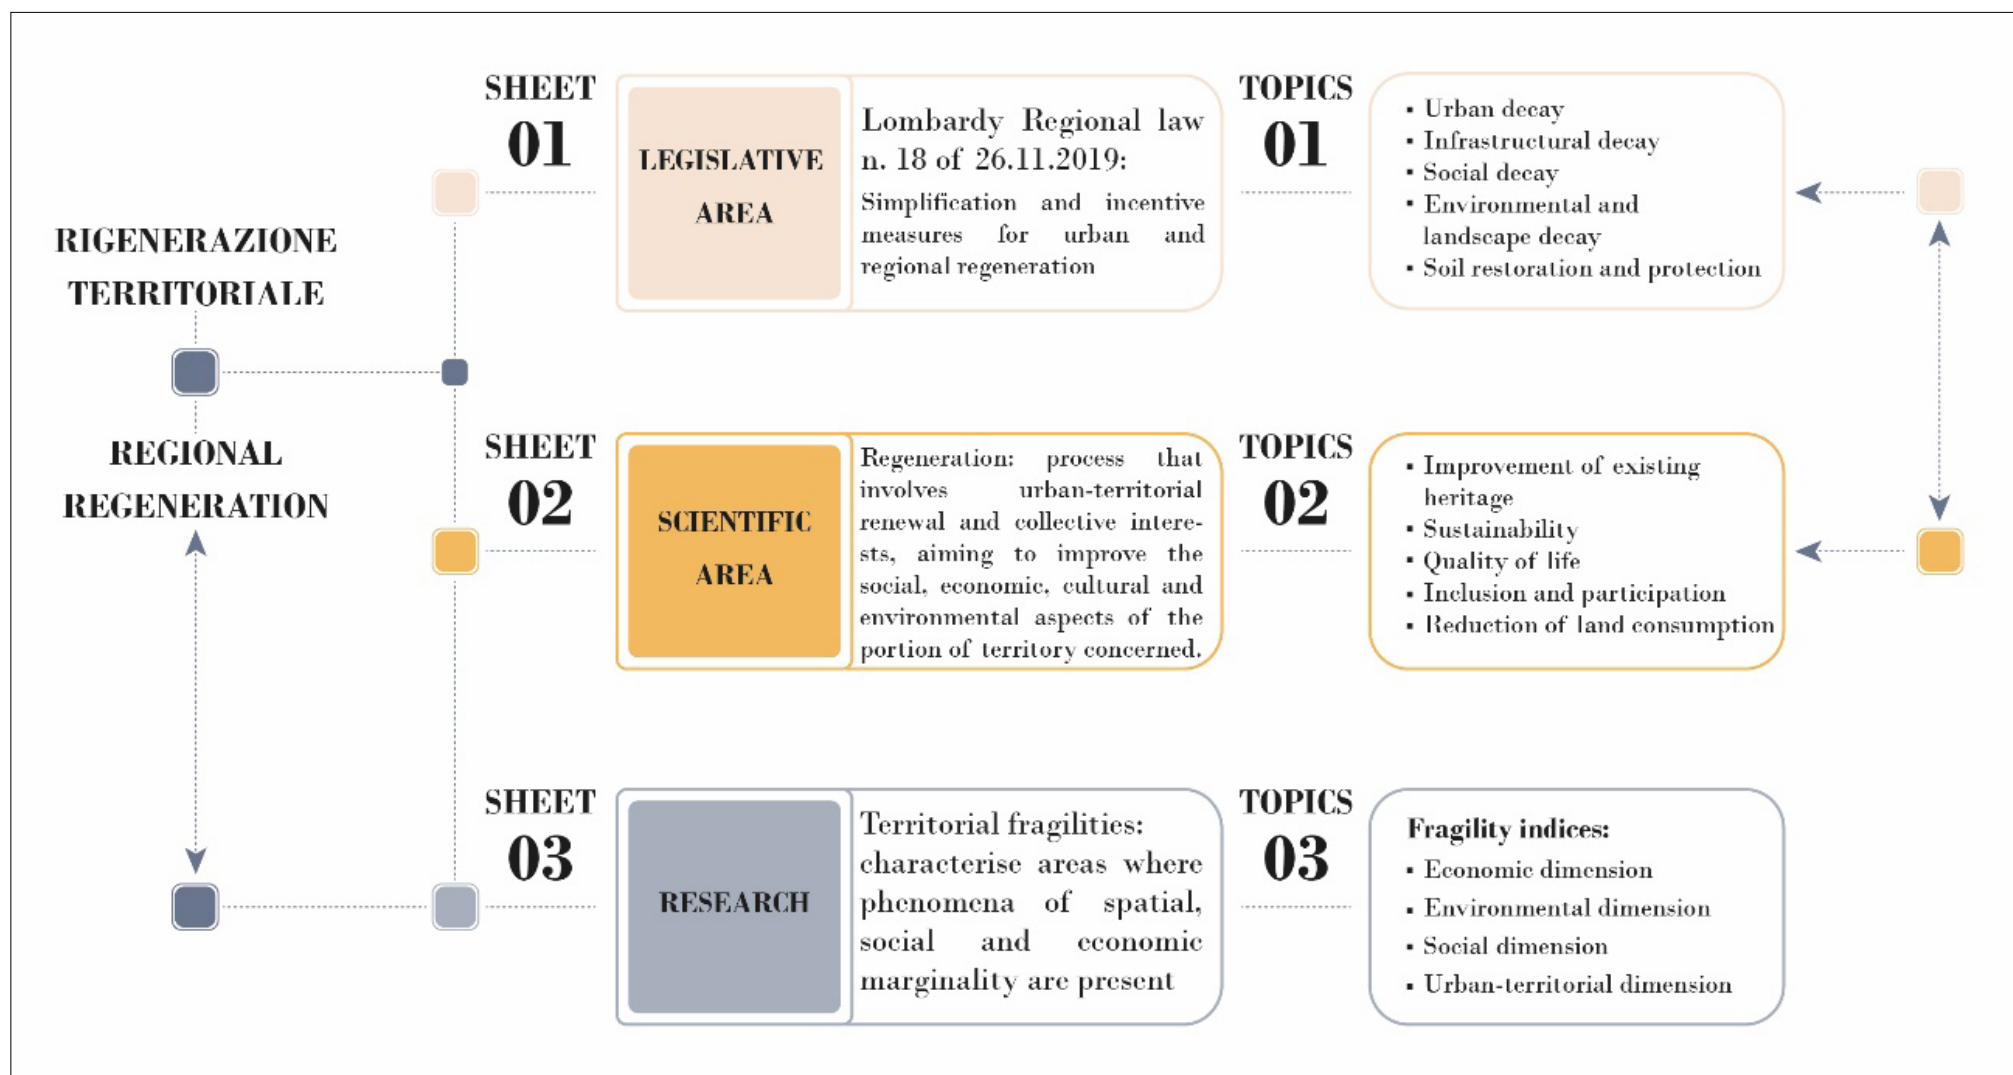 RIGENERAZIONE
TERRITORIALE
REGIONAL
REGENERATION
SHEET
01
LEGISLATIVE
AREA
Lombardy Regional law
n. 18 of 26.11.2019:
Simplification and incentive
measures for urban and
regional regeneration
TOPICS
01
▪ Urban decay
▪ Infrastructural decay
▪ Social decay
▪ Environmental and
landscape decay
▪ Soil restoration and protection
SHEET
02
SCIENTIFIC
AREA
Regeneration: process that
involves urban-territorial
renewal and collective intere-
sts, aiming to improve the
social, economic, cultural and
environmental aspects of the
portion of territory concerned.
TOPICS
02
▪ Improvement of existing
heritage
▪ Sustainability
▪ Quality of life
▪ Inclusion and participation
▪ Reduction of land consumption
SHEET
03
RESEARCH
Territorial fragilities:
characterise areas where
phenomena of spatial,
social and economic
marginality are present
TOPICS
03
Fragility indices:
▪ Economic dimension
▪ Environmental dimension
▪ Social dimension
▪ Urban-territorial dimension